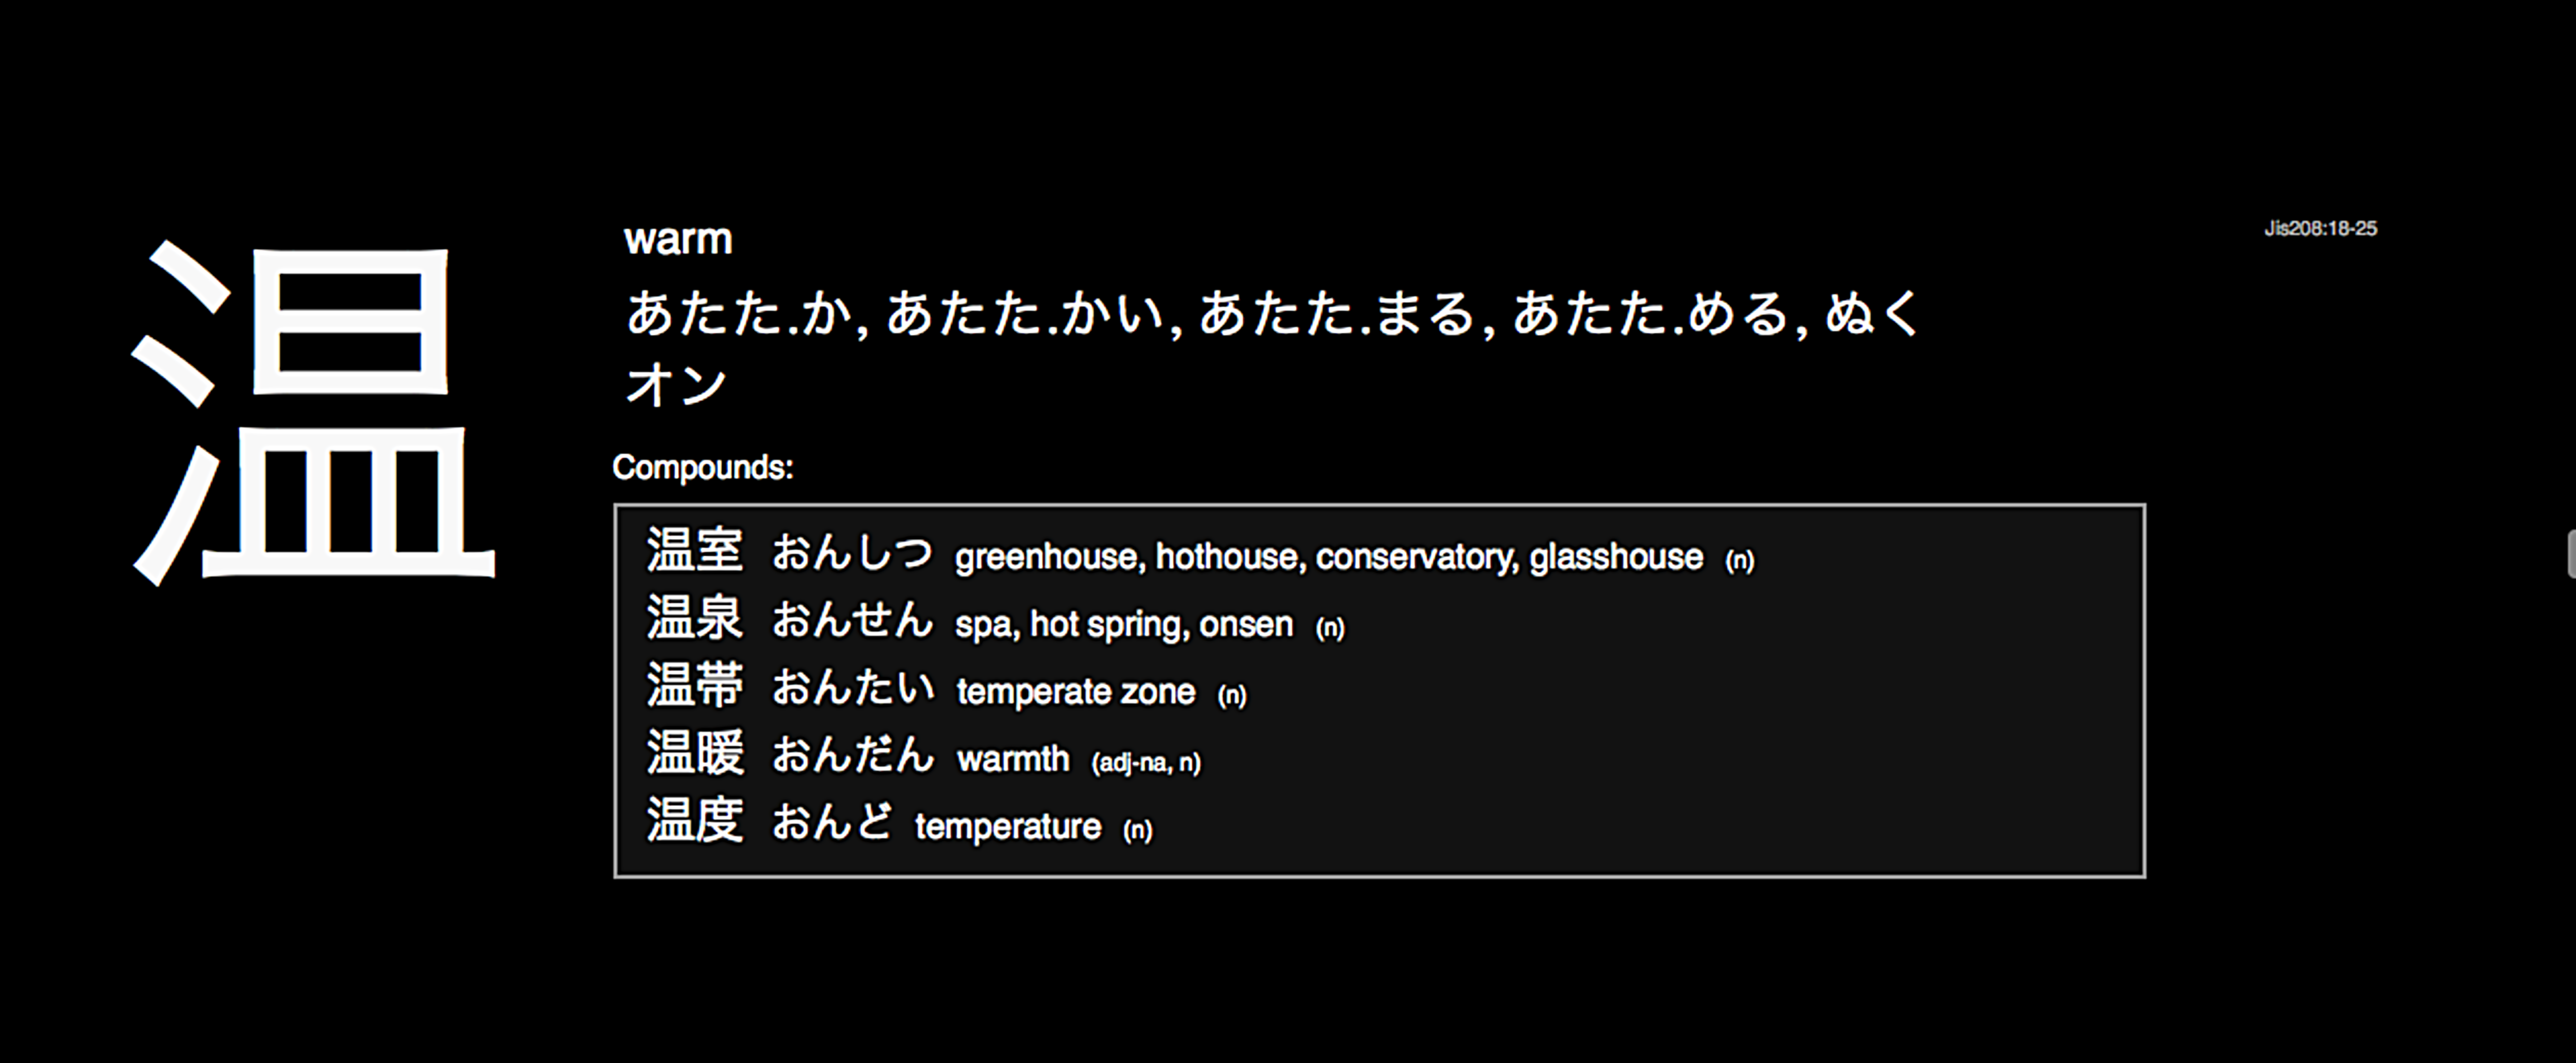 温
warm
Jis208:18-25
あたた.か, あたた.かい, あたた.まる, あたた.める, ぬく
オン
Compounds:
温室 おんしつ greenhouse, hothouse, conservatory, glasshouse (n)
温泉 おんせん spa, hot spring, onsen (n)
温帯 おんたい temperate zone (n)
温暖 おんだん warmth (adj-na, n)
温度 おんど temperature (n)